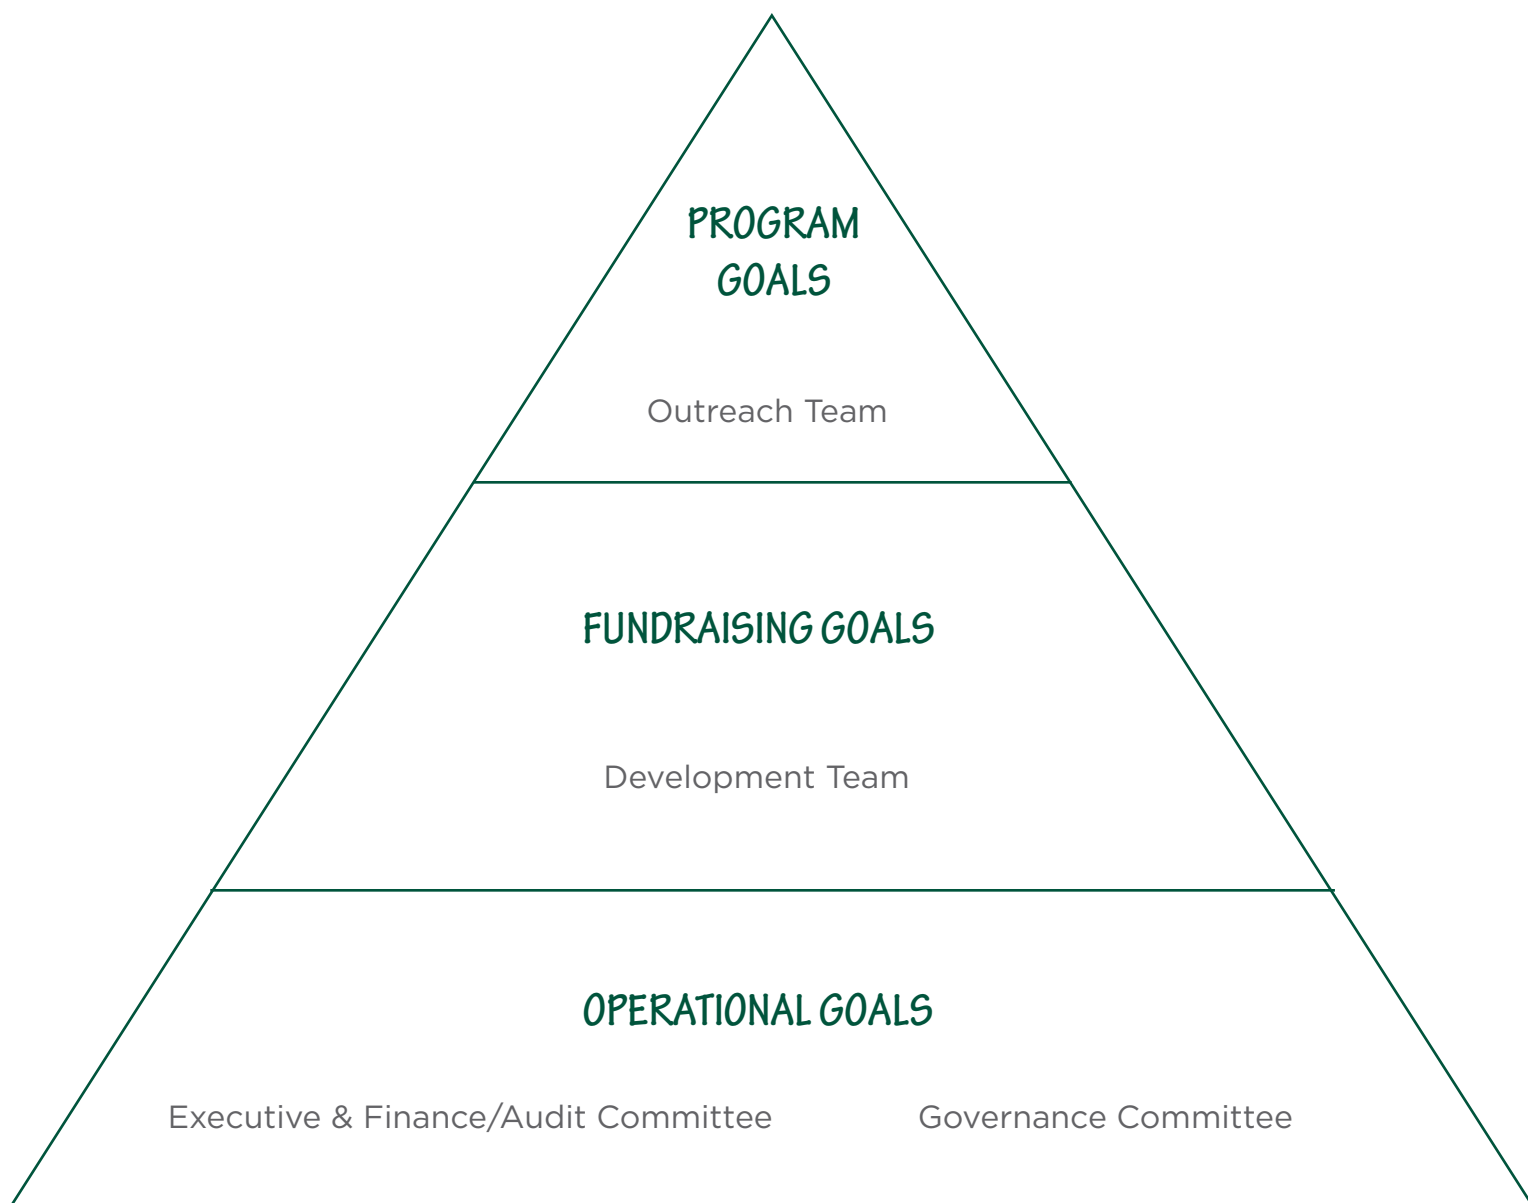 PROGRAM
GOALS
Outreach Team
FUNDRAISING GOALS
Development Team
OPERATIONAL GOALS
Executive & Finance/Audit Committee
Governance Committee